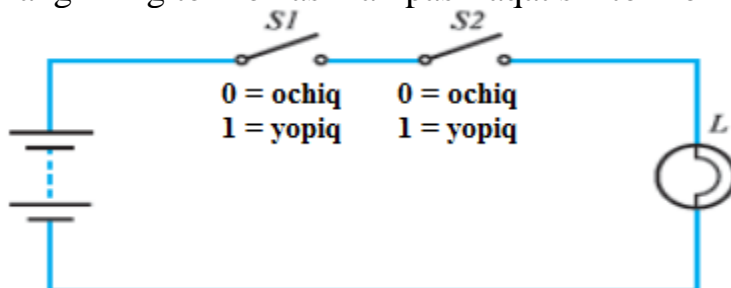 S1 S2
0 = ochiq 0 = ochiq
1 = yopiq 1 = yopiq
L